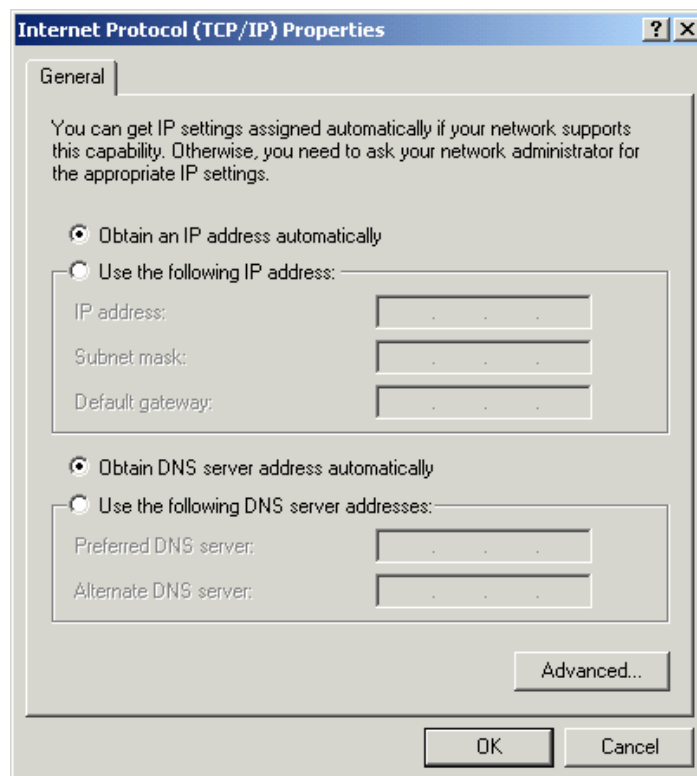 Internet Protocol (TCP/IP) Properties
General
You can get IP settings assigned automatically if your network supports
this capability. Otherwise, you need to ask your network administrator for
the appropriate IP settings.
Obtain an IP address automatically
Use the following IP address:
IP address:
Subnet mask:
Default gateway:
Obtain DNS server address automatically
Use the following DNS server addresses:
Preferred DNS server:
Alternate DNS server:
Advanced...
OK Cancel